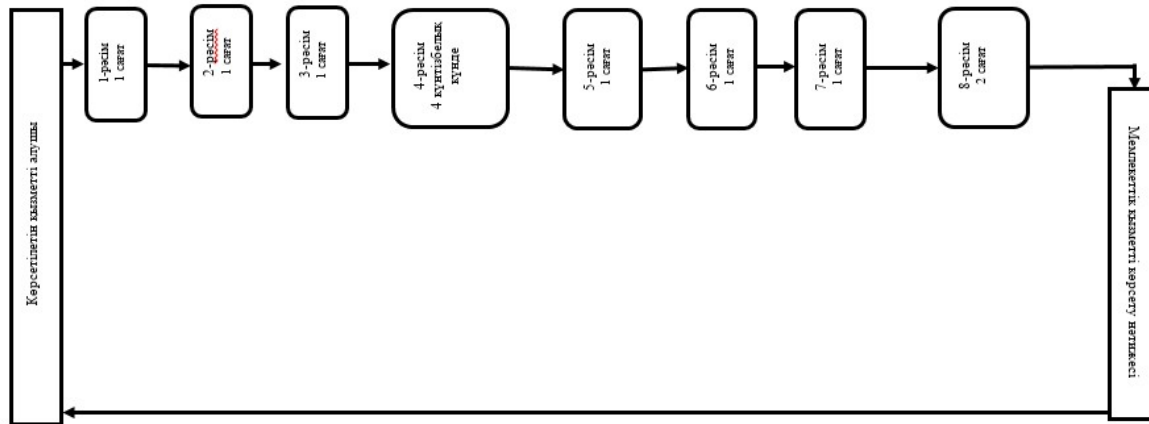 Көрсетілетін қызметті алушы
1-рәсім
1 сағат
2-рәсім
1 сағат
3-рәсім
1 сағат
4-рәсім
4 күнтізбелық
күнде
5-рәсім
1 сағат
6-рәсім
1 сағат
7-рәсім
1 сағат
8-рәсім
2 сағат
Мемлекеттік қызметті көрсету нәтижесі